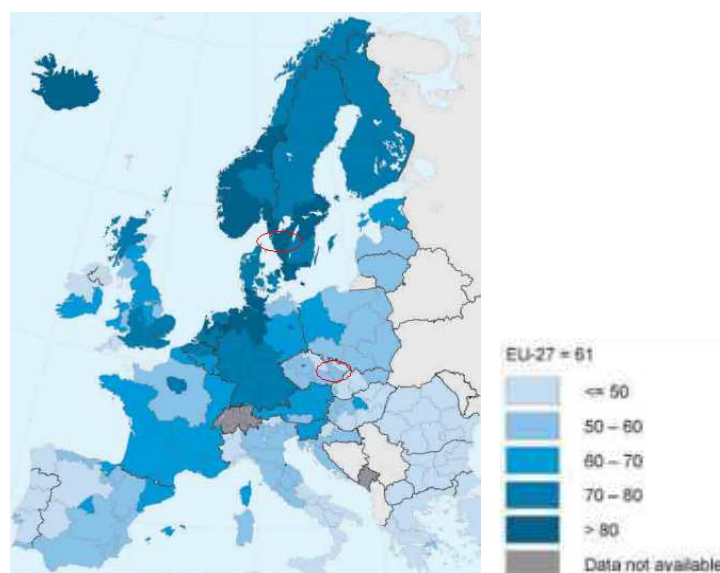 EU-27 = 61
<= 50
50 – 60
60 – 70
70 – 80
> 80
Data not available